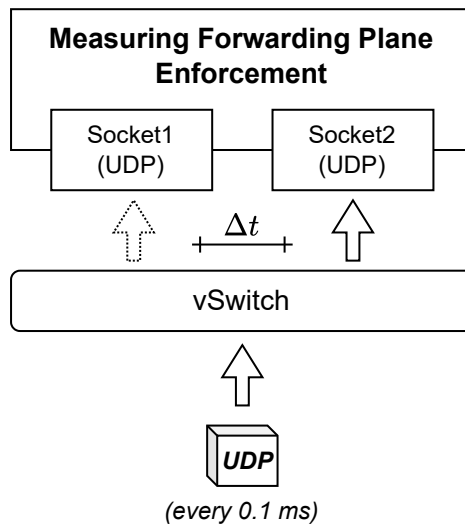 Measuring Forwarding Plane
Enforcement
Socket1
(UDP)
Socket2
(UDP)
Δt
vSwitch
UDP
(every 0.1 ms)